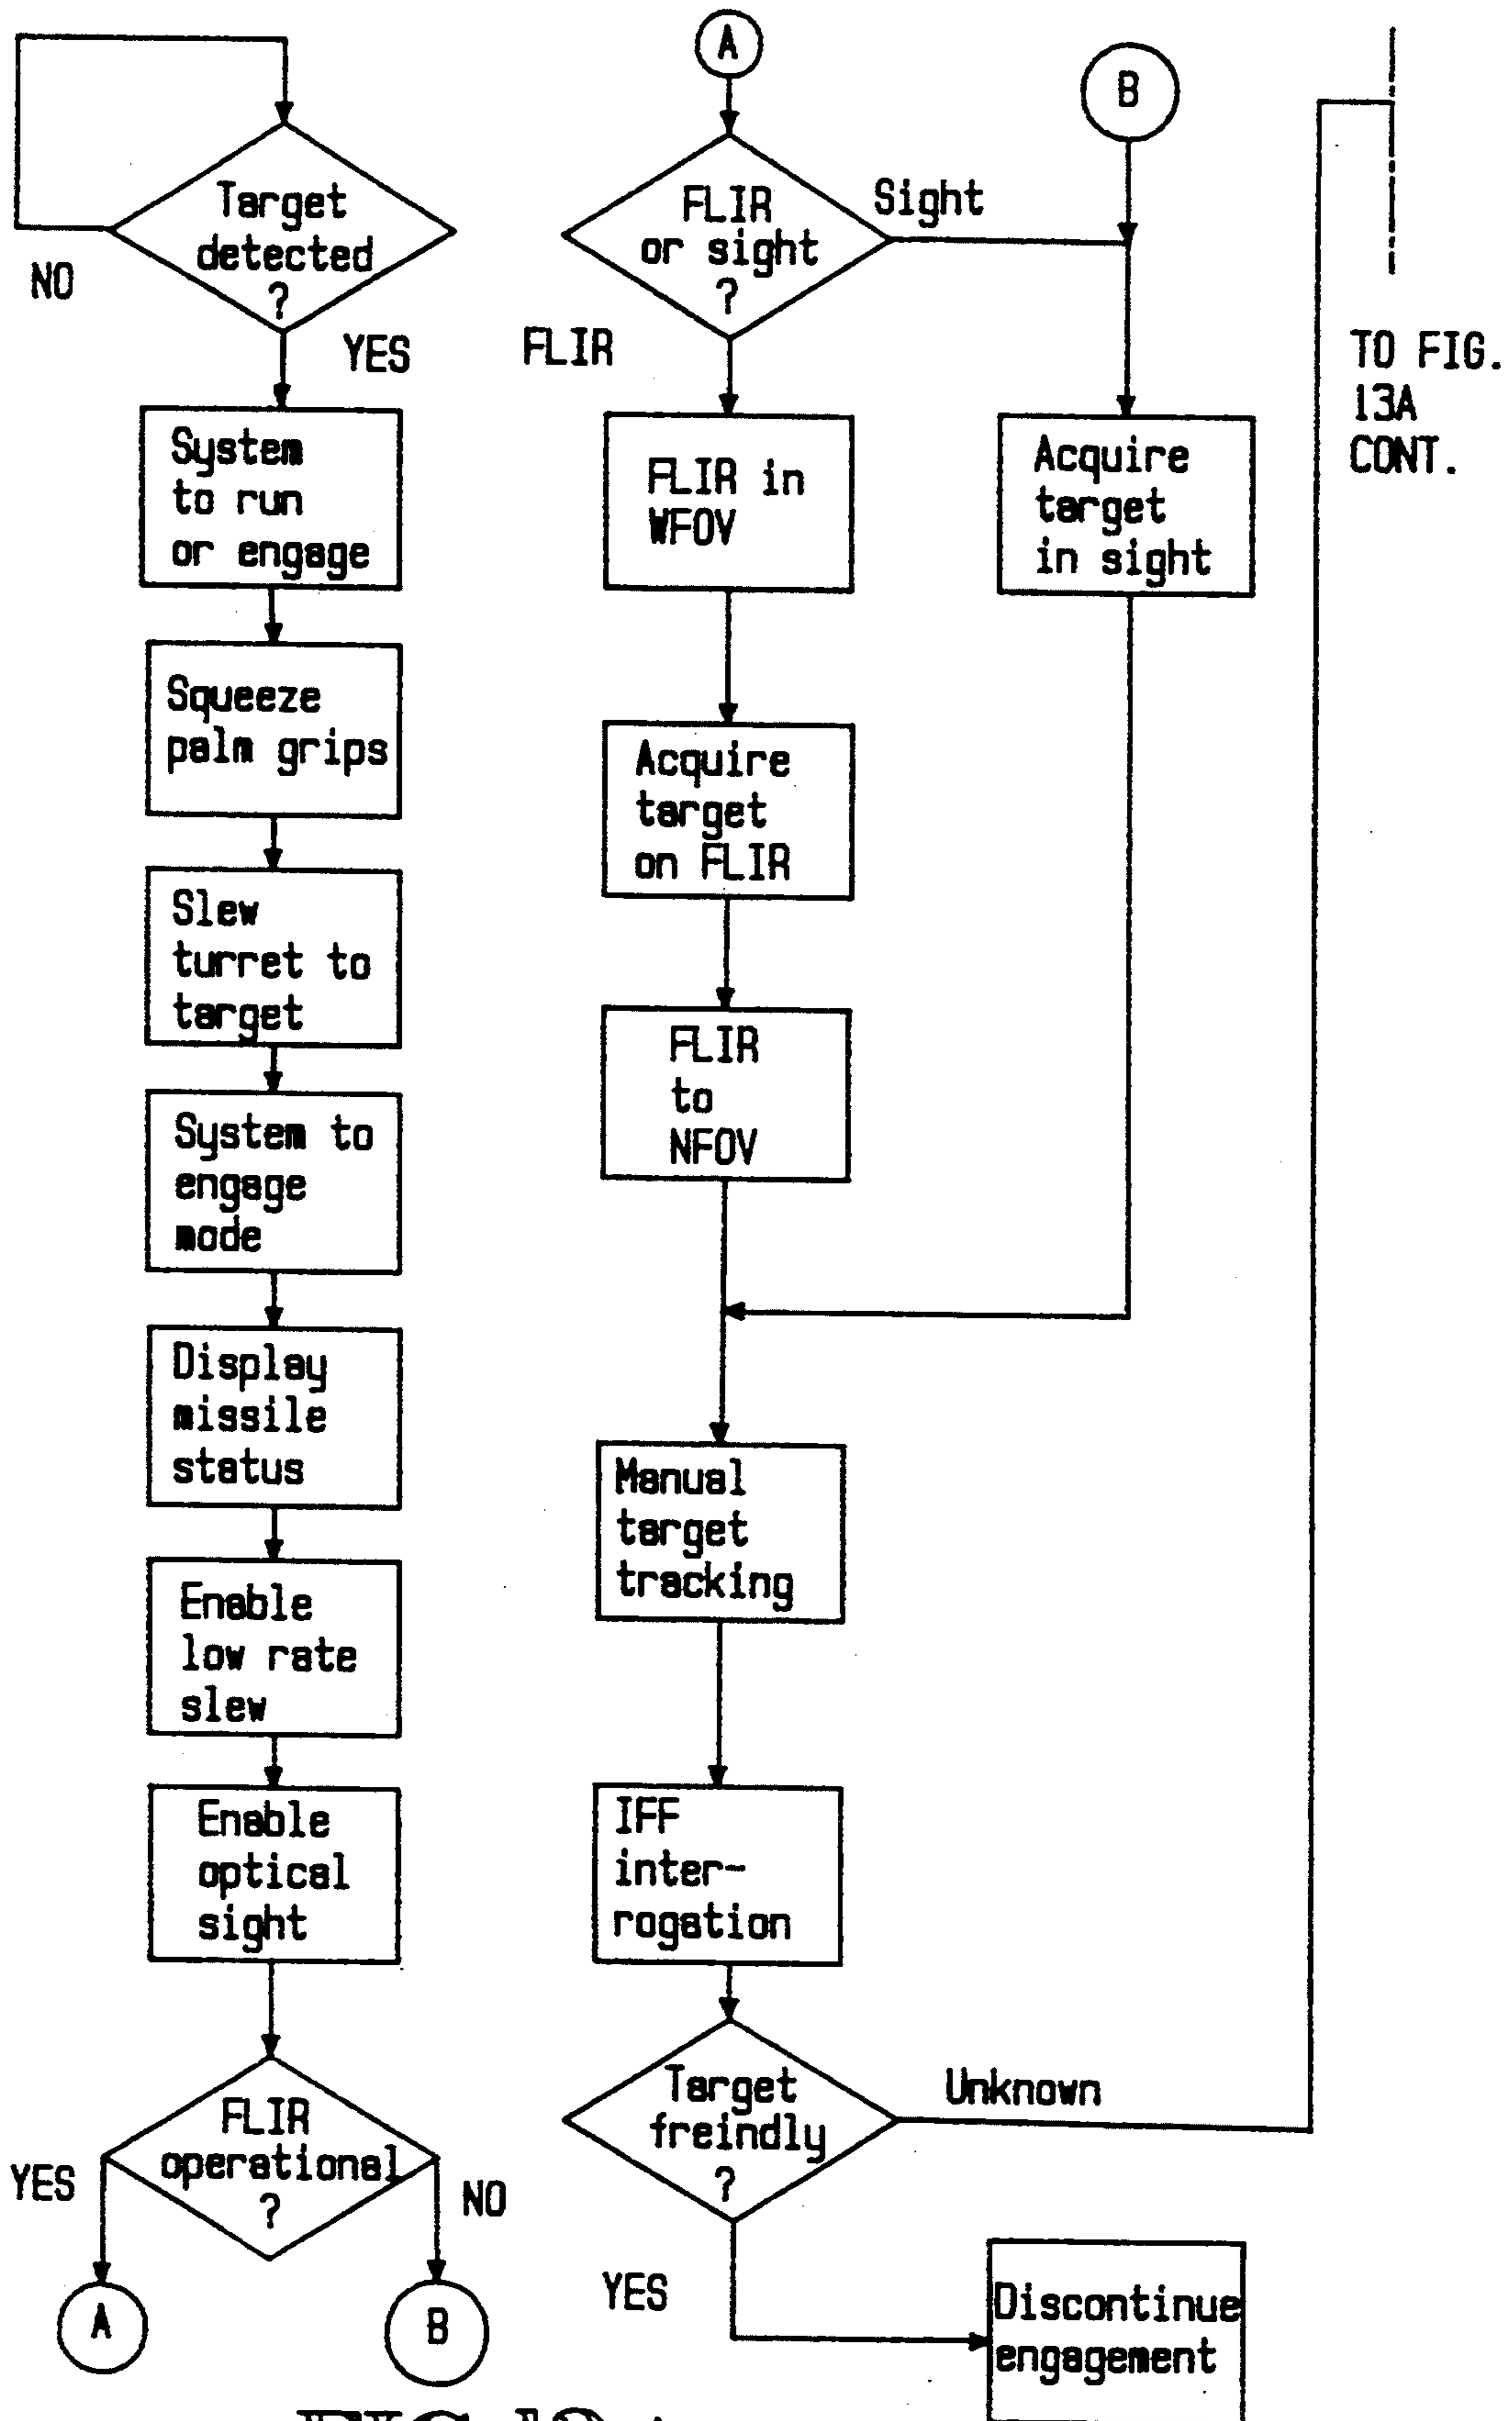 Target
detected
?
NO
YES
System
to run
or engage
Squeeze
palm grips
Slew
turret to
target
System to
engage
mode
Display
missile
status
Enable
low rate
slew
Enable
optical
sight
FLIR
operational
?
YES
NO
A
B
A
FLIR
or sight
?
Sight
FLIR
FLIR in
WFOV
Acquire
target
on FLIR
FLIR
to
NFOV
Manual
target
tracking
IFF
inter-
rogation
Target
freindly
?
Unknown
YES
Discontinue
engagement
B
Acquire
target
in sight
TO FIG.
13A
CONT.